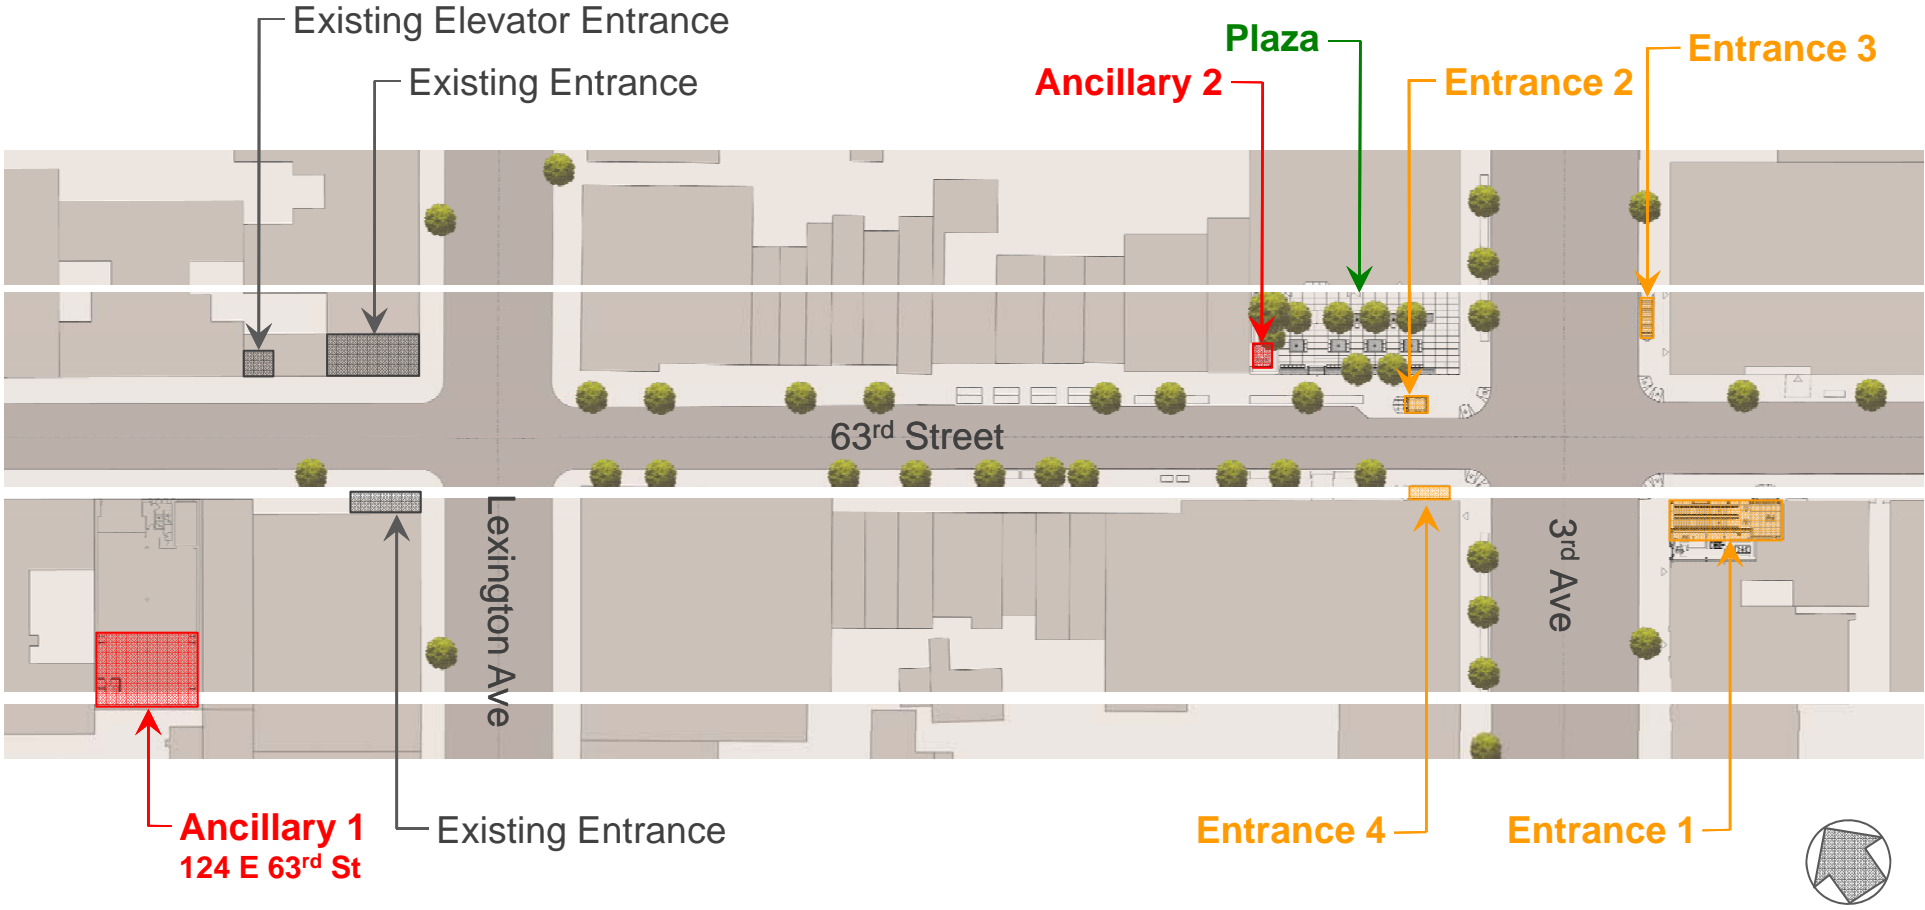 Existing Elevator Entrance
Existing Entrance
Plaza
Ancillary 2
Entrance 3
Entrance 2
63rd Street
Lexington Ave
3rd Ave
Ancillary 1
124 E 63rd St
Existing Entrance
Entrance 4
Entrance 1